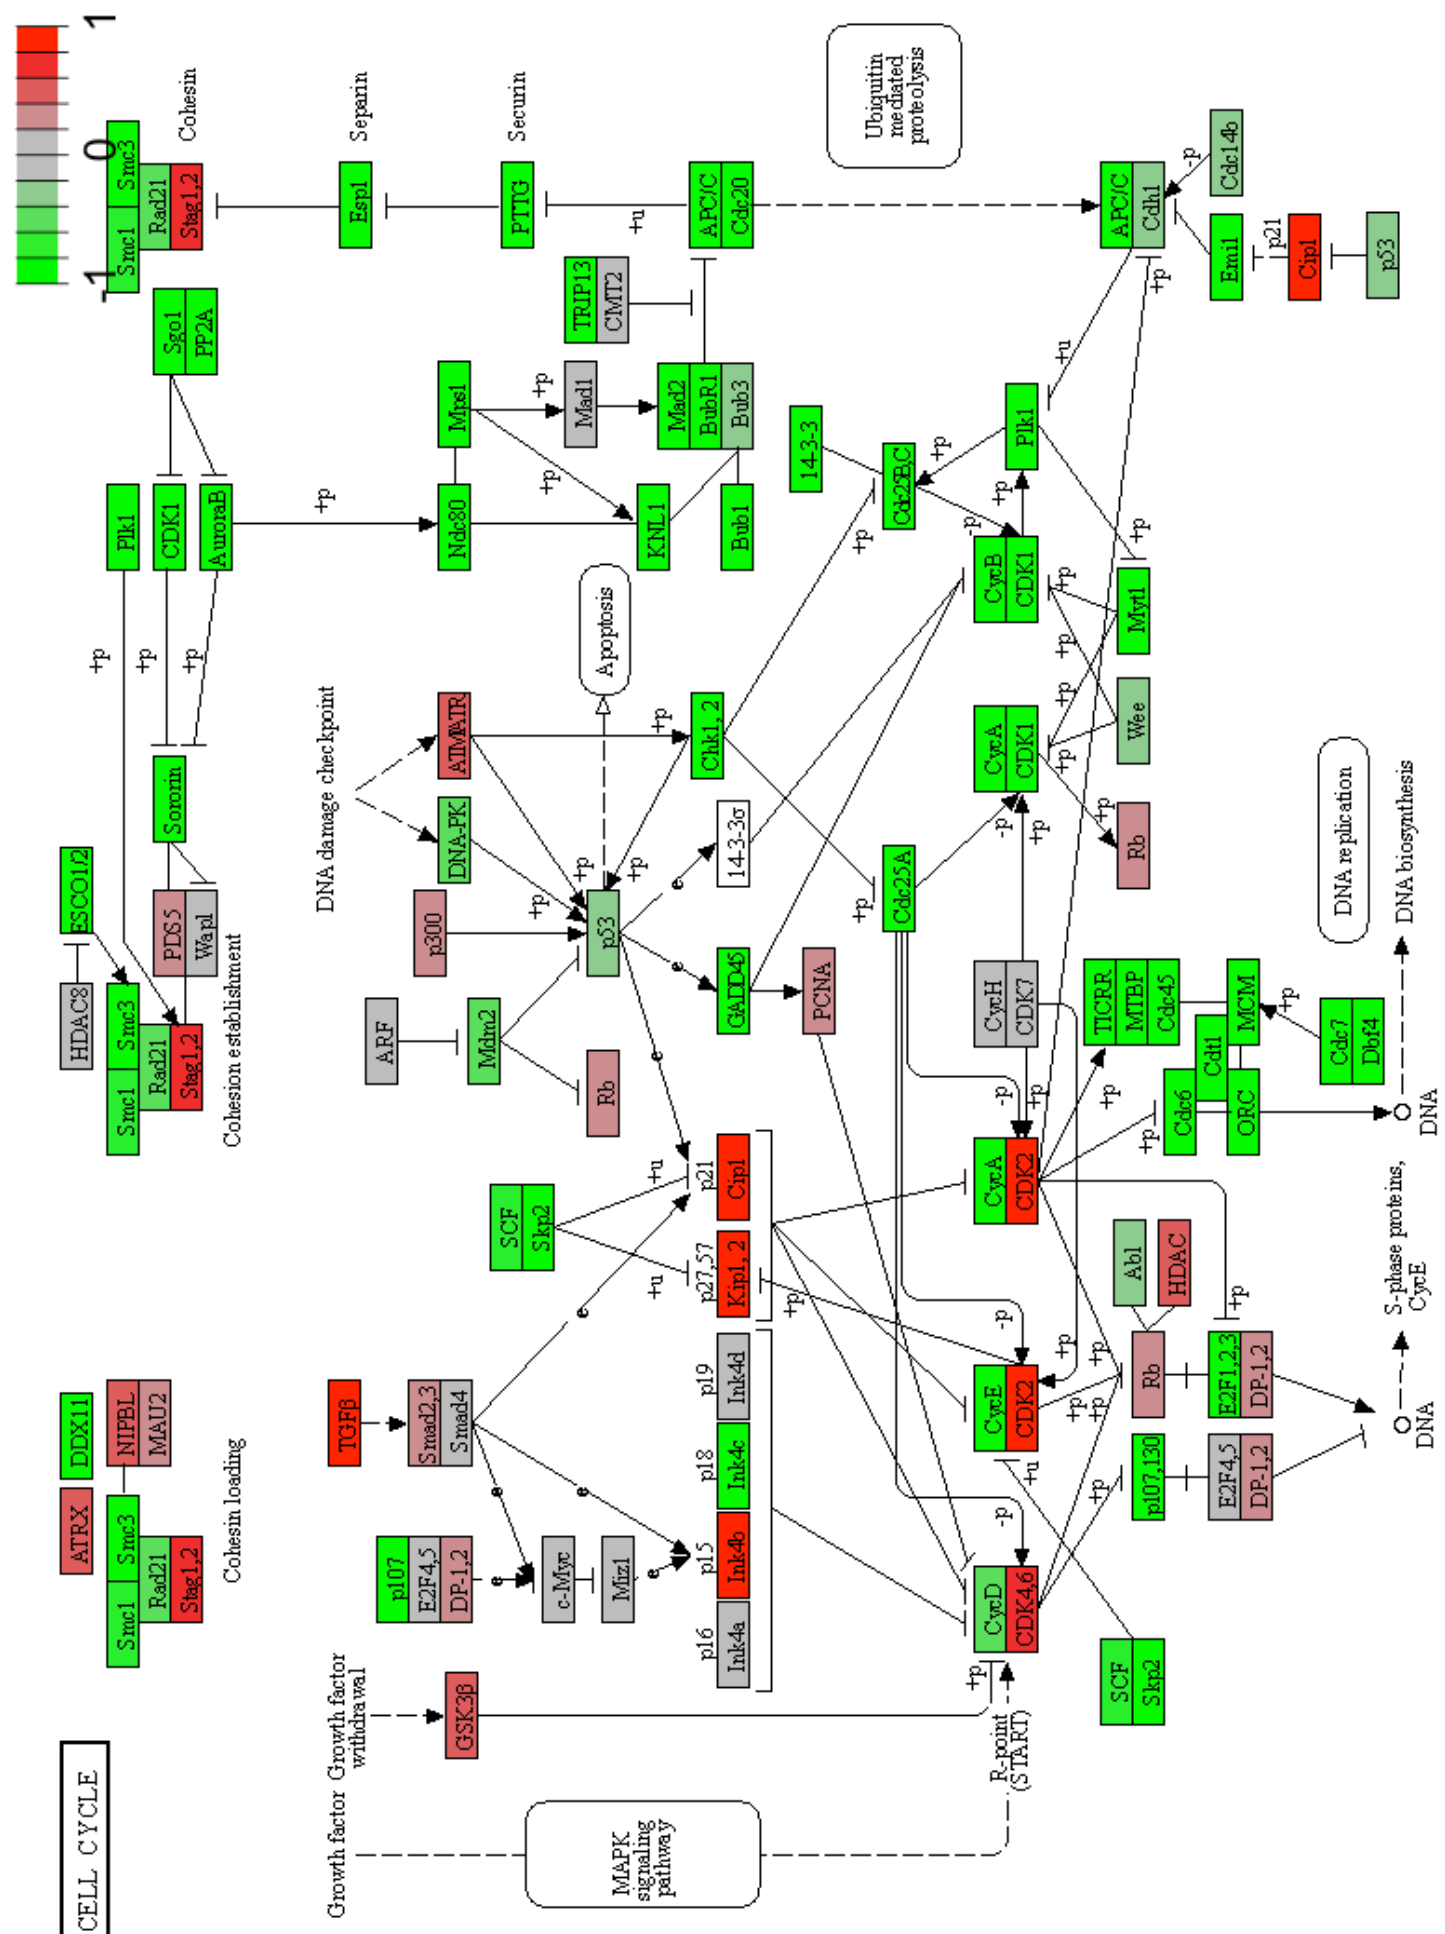 CELL CYCLE
-1
0
1
Growth factor
Growth factor
withdrawal
MAPK
signaling
pathway
GSK3β
+p
R-point
(START)
Smc1
Smc3
Rad21
Stag1,2
ATRX
DDX11
NIPBL
MAU2
Cohesin loading
p107
E2F4,5
DP-1,2
e
c-Myc
Miz1
e
TGFβ
Smad2,3
Smad4
e
e
e
p16
Ink4a
p15
Ink4b
p18
Ink4c
p19
Ink4d
p27,57
Kip1, 2
p21
Cip1
SCF
Skp2
+u
+u
Smc1
Smc3
Rad21
Stag1,2
HDAC8
ESCO1/2
PDS5
Wapl
Sororin
Cohesion establishment
+p
+p
+p
Plk1
CDK1
AuroraB
Sgo1
PP2A
Smc1
Smc3
Rad21
Stag1,2
Cohesin
Esp1
Separin
PTTG
Securin
+u
DNA damage checkpoint
ARF
p300
DNA-PK
ATM/ATR
Mdm2
Rb
p53
+p
+p
+p
+p
Apoptosis
e
e
e
GADD45
14-3-3σ
Chk1, 2
PCNA
+p
Ndc80
Mps1
+p
+p
Mad1
KNL1
Mad2
BubR1
Bub3
Bub1
TRIP13
CMT2
APC/C
Cdc20
Ubiquitin
mediated
proteolysis
CycD
CDK4,6
-p
CycE
CDK2
-p
+p
+p
+u
CycA
CDK2
-p
+p
CycH
CDK7
Cdc25A
+p
CycA
CDK1
-p
+p
+p
+p
+p
+p
+p
CycB
CDK1
-p
Cdc25B,C
+p
14-3-3
+p
Plk1
+p
+p
+u
APC/C
Cdh1
+p
-p
Cdc14b
Emi1
p21
Cip1
p53
SCF
Skp2
+p
+p
+p
+p
p107,130
E2F4,5
DP-1,2
Rb
Abl
HDAC
E2F1,2,3
DP-1,2
+p
+p
+p
TICRR
MTBP
Cdc45
Cdc6
Cdt1
ORC
MCM
+p
Cdc7
Dbf4
Rb
Wee
Myt1
DNA replication
DNA
S-phase proteins,
CycE
DNA
DNA biosynthesis